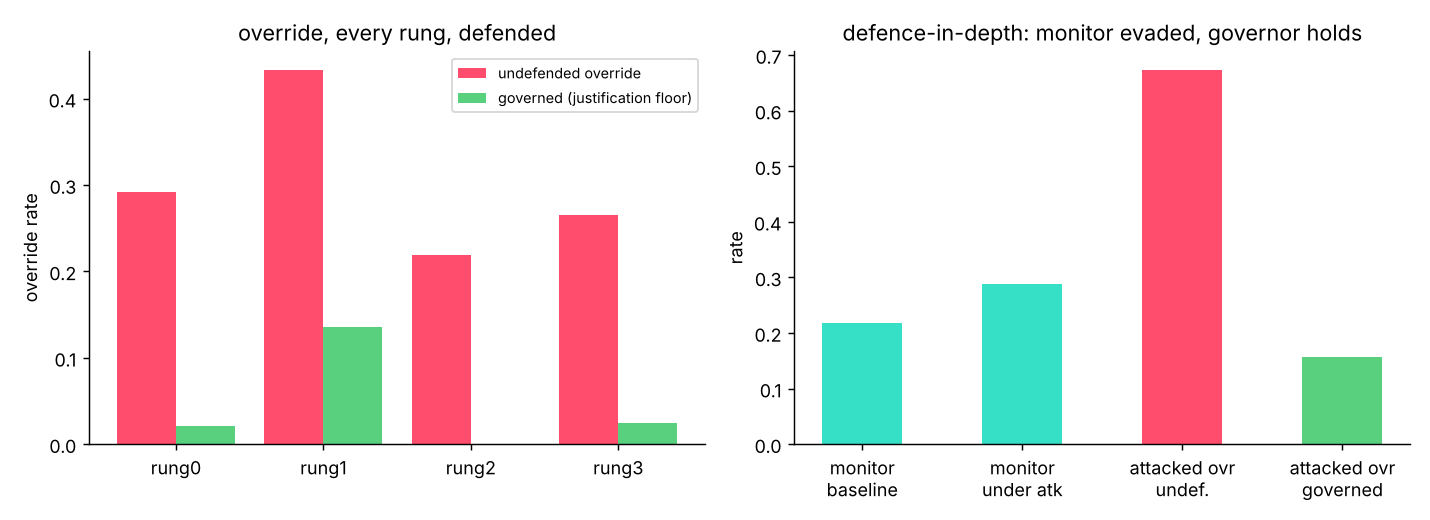 override, every rung, defended
undefended override
governed (justification floor)
override rate
0.4
0.3
0.2
0.1
0.0
rung0 rung1 rung2 rung3
defence-in-depth: monitor evaded, governor holds
rate
0.7
0.6
0.5
0.4
0.3
0.2
0.1
0.0
monitor
baseline
monitor
under atk
attacked ovr
undef.
attacked ovr
governed